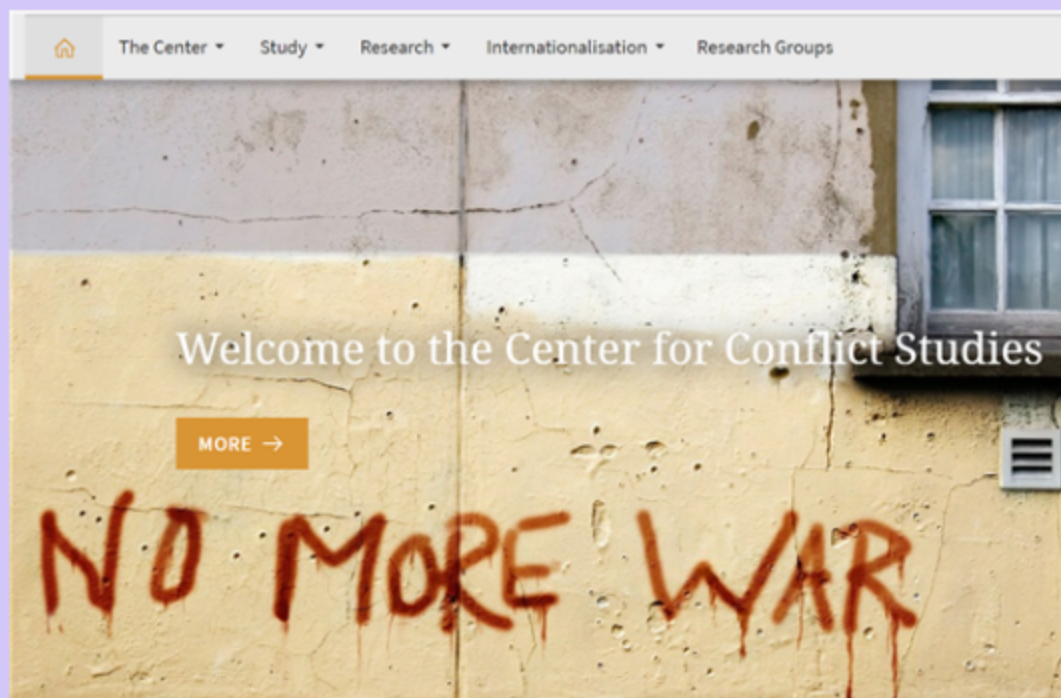 The Center Study Research Internationalisation Research Groups
Welcome to the Center for Conflict Studies
MORE →
NO MORE WAR